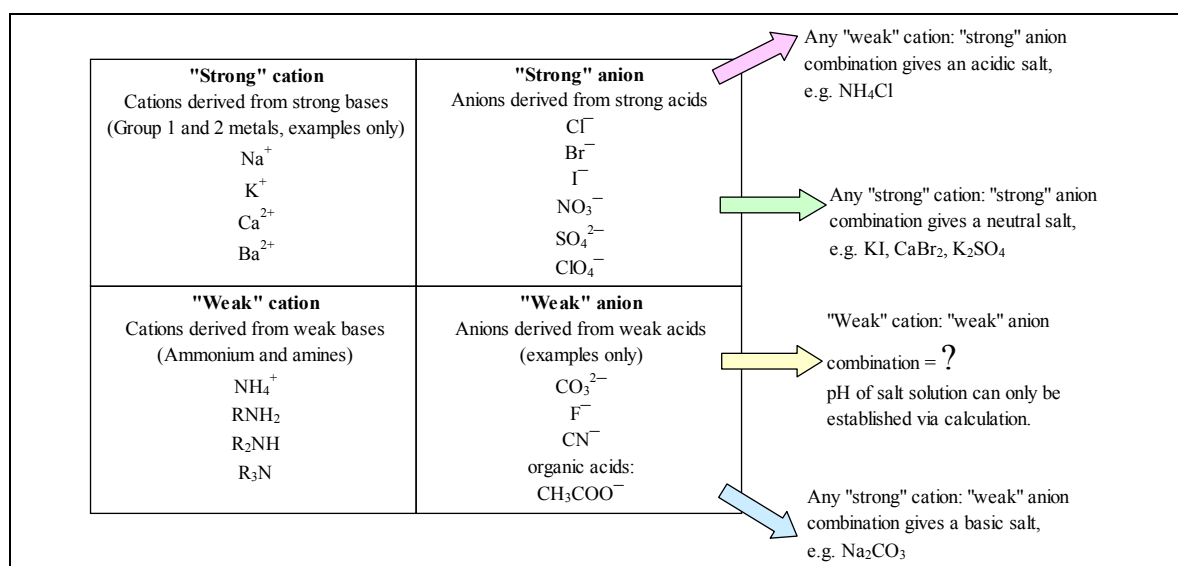 "Strong" cation
Cations derived from strong bases
(Group 1 and 2 metals, examples only)
Na⁺
K⁺
Ca²⁺
Ba²⁺
"Strong" anion
Anions derived from strong acids
Cl⁻
Br⁻
I⁻
NO₃⁻
SO₄²⁻
ClO₄⁻
"Weak" cation
Cations derived from weak bases
(Ammonium and amines)
NH₄⁺
RNH₂
R₂NH
R₃N
"Weak" anion
Anions derived from weak acids
(examples only)
CO₃²⁻
F⁻
CN⁻
organic acids:
CH₃COO⁻
Any "weak" cation: "strong" anion
combination gives an acidic salt,
e.g. NH₄Cl
Any "strong" cation: "strong" anion
combination gives a neutral salt,
e.g. KI, CaBr₂, K₂SO₄
"Weak" cation: "weak" anion
combination = ?
pH of salt solution can only be
established via calculation.
Any "strong" cation: "weak" anion
combination gives a basic salt,
e.g. Na₂CO₃